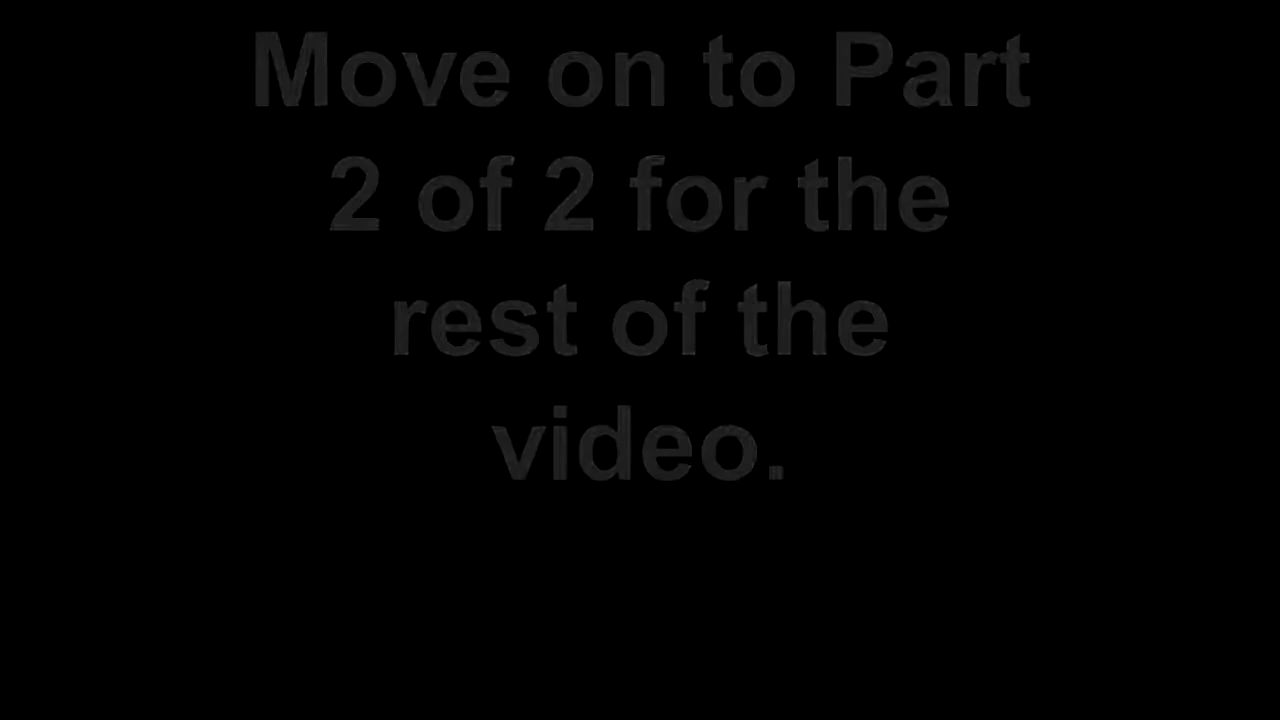 Move on to Part
2 of 2 for the
rest of the
video.